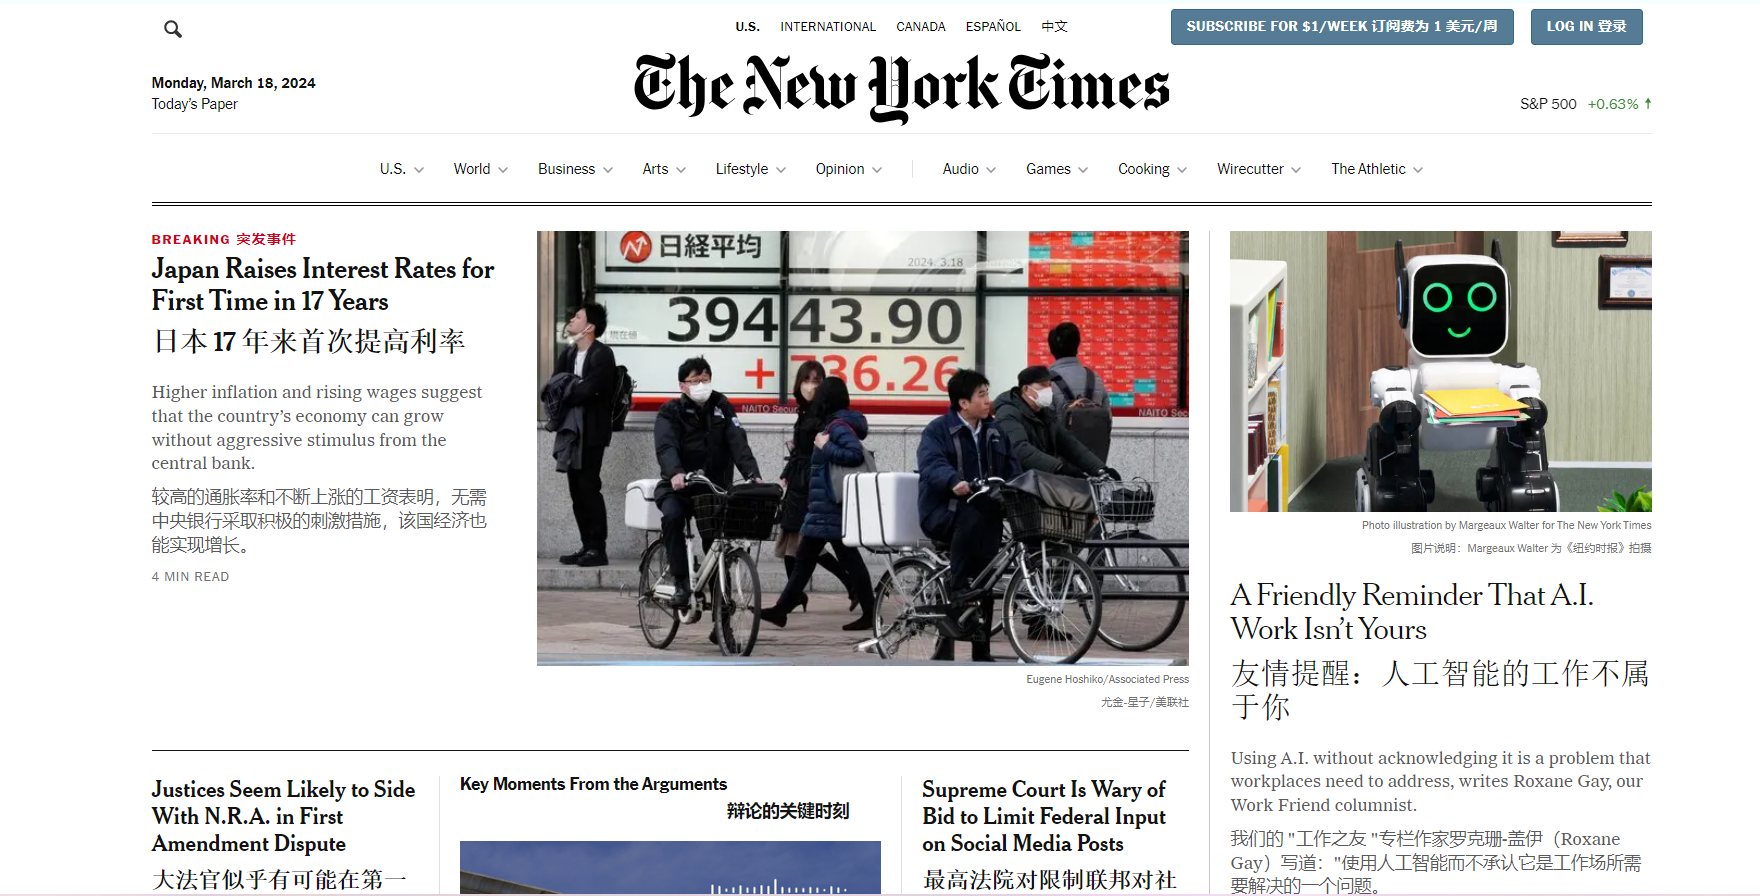 U.S. INTERNATIONAL CANADA ESPAÑOL 中文
SUBSCRIBE FOR $1/WEEK 订阅费为 1 美元/周
LOG IN 登录
Monday, March 18, 2024
Today's Paper
The New York Times
S&P 500 +0.63%
U.S. World Business Arts Lifestyle Opinion Audio Games Cooking Wirecutter The Athletic
BREAKING 突发事件
Japan Raises Interest Rates for
First Time in 17 Years
日本 17 年来首次提高利率
Higher inflation and rising wages suggest
that the country's economy can grow
without aggressive stimulus from the
central bank.
较高的通胀率和不断上涨的工资表明，无需
中央银行采取积极的刺激措施，该国经济也
能实现增长。
4 MIN READ
日経平均
2024. 3.18
39443.90
現在値
+736.26
NAITO Secur
NAITO Sec
Eugene Hoshiko/Associated Press
尤金-星子/美联社
Photo illustration by Margeaux Walter for The New York Times
图片说明：Margeaux Walter 为《纽约时报》拍摄
A Friendly Reminder That A.I.
Work Isn't Yours
友情提醒：人工智能的工作不属
于你
Using A.I. without acknowledging it is a problem that
workplaces need to address, writes Roxane Gay, our
Work Friend columnist.
我们的 "工作之友 "专栏作家罗克珊-盖伊（Roxane
Gay）写道："使用人工智能而不承认它是工作场所需
要解决的一个问题。
Justices Seem Likely to Side
With N.R.A. in First
Amendment Dispute
大法官似乎有可能在第一
Key Moments From the Arguments
辩论的关键时刻
Supreme Court Is Wary of
Bid to Limit Federal Input
on Social Media Posts
最高法院对限制联邦对社